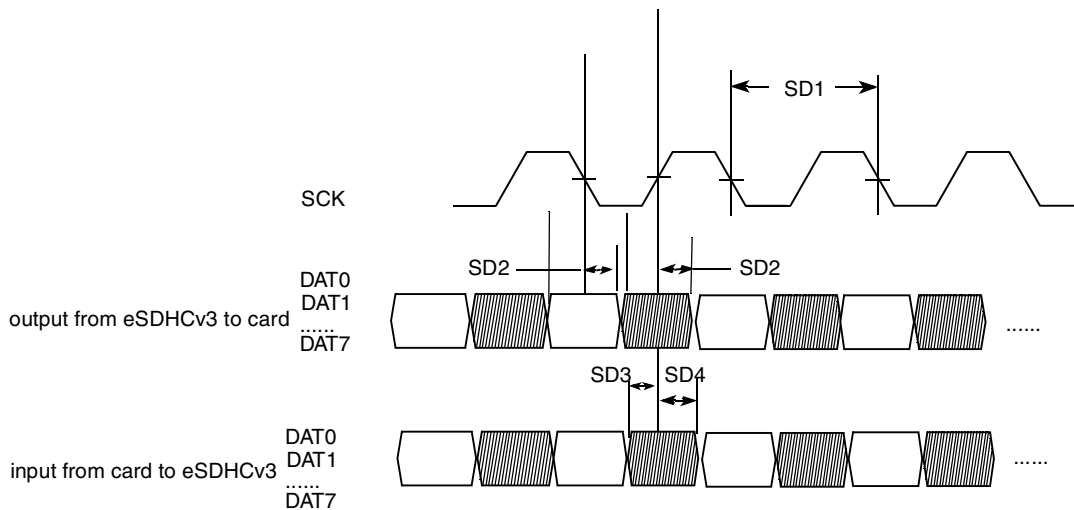 SD1
SCK
SD2
SD2
DAT0
DAT1
......
DAT7
output from eSDHCv3 to card
......
SD3
SD4
DAT0
DAT1
......
DAT7
input from card to eSDHCv3
......